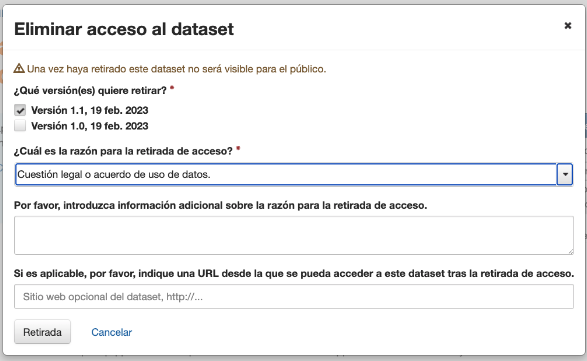 Eliminar acceso al dataset
Una vez haya retirado este dataset no será visible para el público.
¿Qué versión(es) quiere retirar? *
Versión 1.1, 19 feb. 2023
Versión 1.0, 19 feb. 2023
¿Cuál es la razón para la retirada de acceso? *
Cuestión legal o acuerdo de uso de datos.
Por favor, introduzca información adicional sobre la razón para la retirada de acceso.
Si es aplicable, por favor, indique una URL desde la que se pueda acceder a este dataset tras la retirada de acceso.
Sitio web opcional del dataset, http://...
Retirada Cancelar